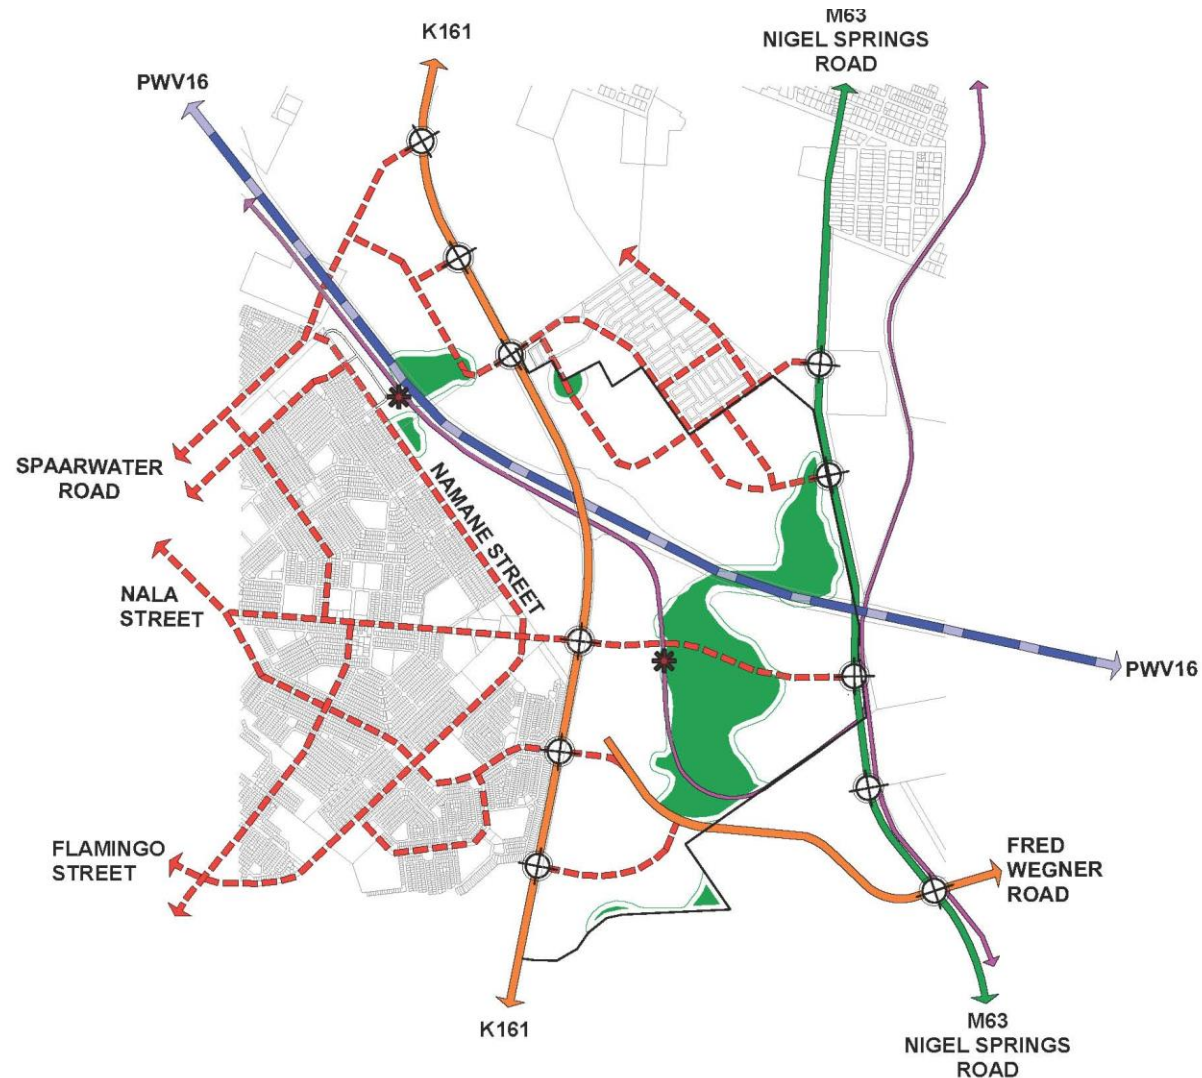 M63
NIGEL SPRINGS
ROAD
K161
PWV16
SPAARWATER
ROAD
NAMANE STREET
NALA
STREET
PWV16
FLAMINGO
STREET
FRED
WEGNER
ROAD
K161
M63
NIGEL SPRINGS
ROAD